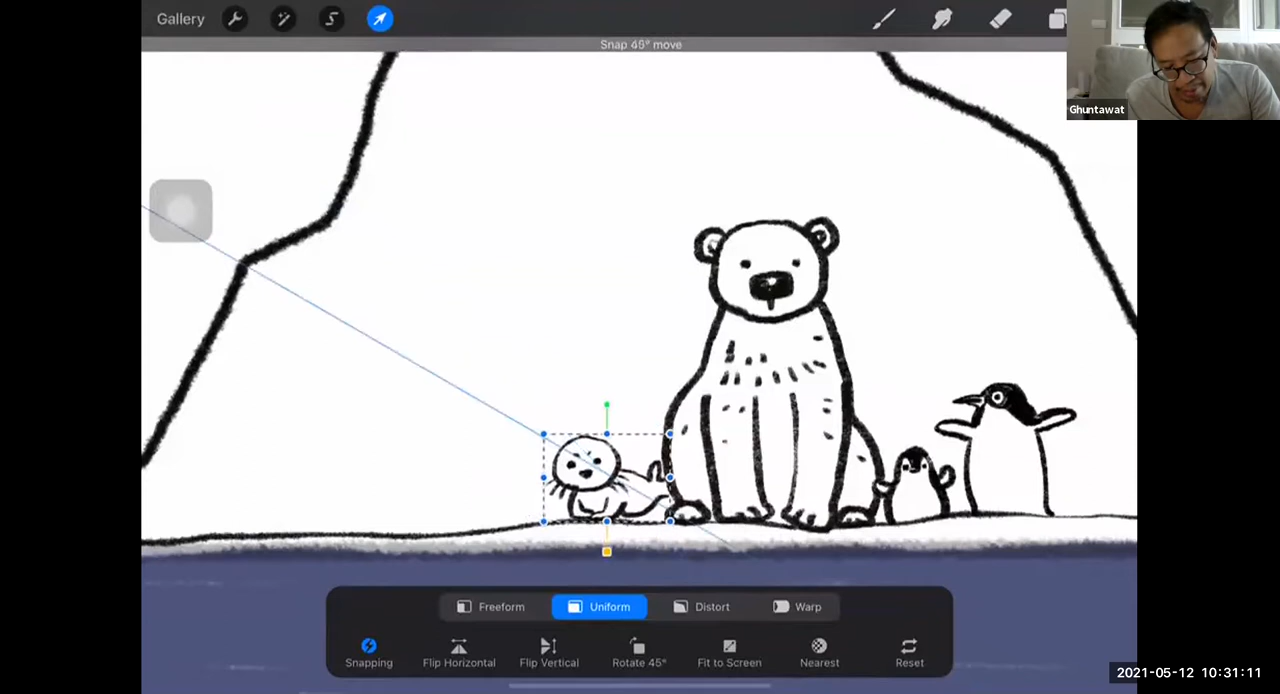 Gallery
Snap 45° move
Ghuntawat
Freeform
Uniform
Distort
Warp
Snapping
Flip Horizontal
Flip Vertical
Rotate 45°
Fit to Screen
Nearest
Reset
2021-05-12 10:31:11